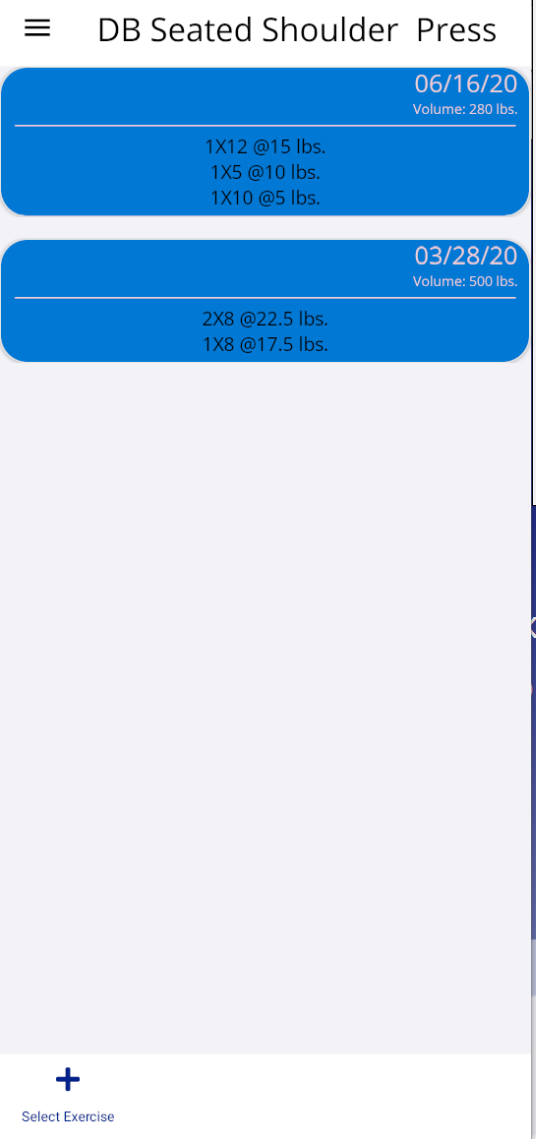 DB Seated Shoulder  Press
06/16/20
Volume: 280 lbs.
1X12 @15 lbs.
1X5 @10 lbs.
1X10 @5 lbs.
03/28/20
Volume: 500 lbs.
2X8 @22.5 lbs.
1X8 @17.5 lbs.
Select Exercise